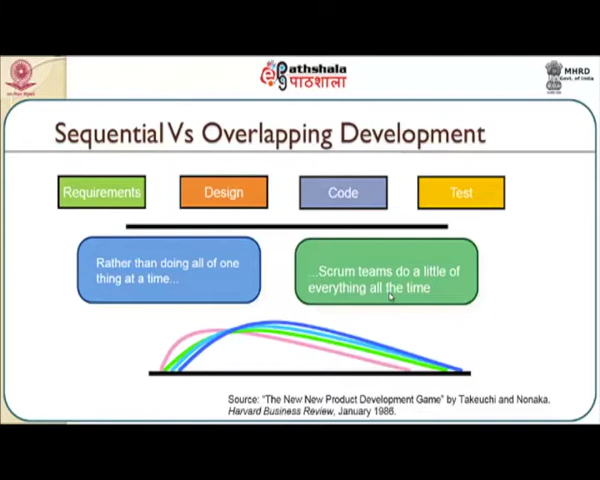 Pathshala
पाठशाला
MHRD
Govt. of India
Sequential Vs Overlapping Development
Requirements
Design
Code
Test
Rather than doing all of one
thing at a time...
...Scrum teams do a little of
everything all the time
Source: “The New New Product Development Game” by Takeuchi and Nonaka.
Harvard Business Review, January 1986.